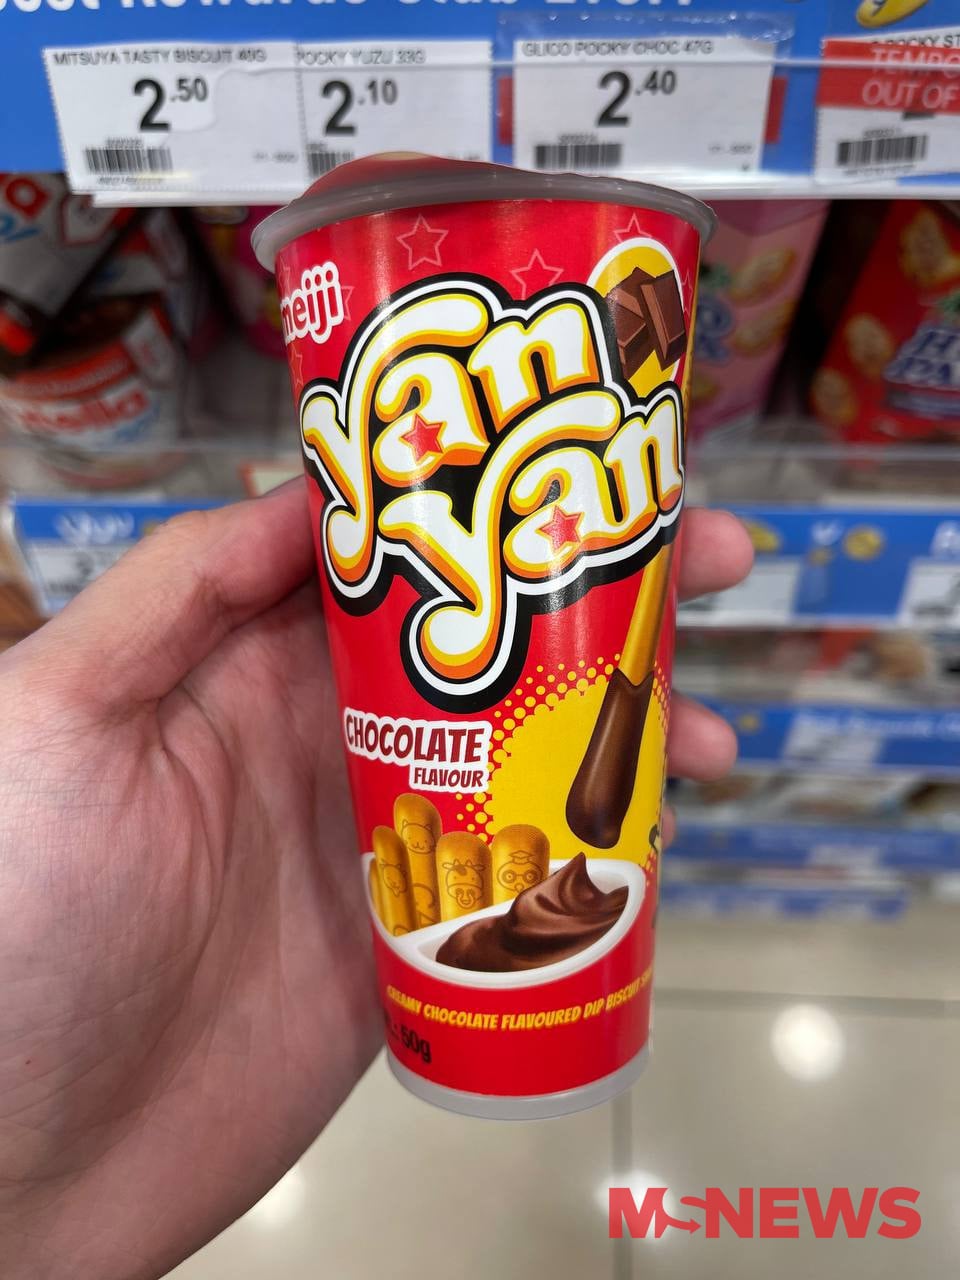 MITSUYA TASTY BISCUIT 40G
2.50
POCKY YUZU 33G
2.10
GLICO POCKY CHOC 47G
2.40
OUT OF
meiji
Yan
Yan
CHOCOLATE
FLAVOUR
CREAMY CHOCOLATE FLAVOURED DIP BISCUIT
50g
MSNEWS